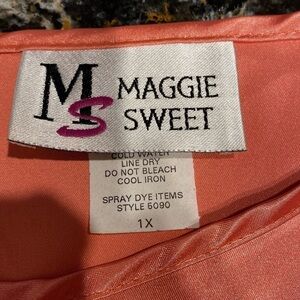 MS MAGGIE
SWEET
COLD WATER
LINE DRY
DO NOT BLEACH
COOL IRON
SPRAY DYE ITEMS
STYLE 5090
1X